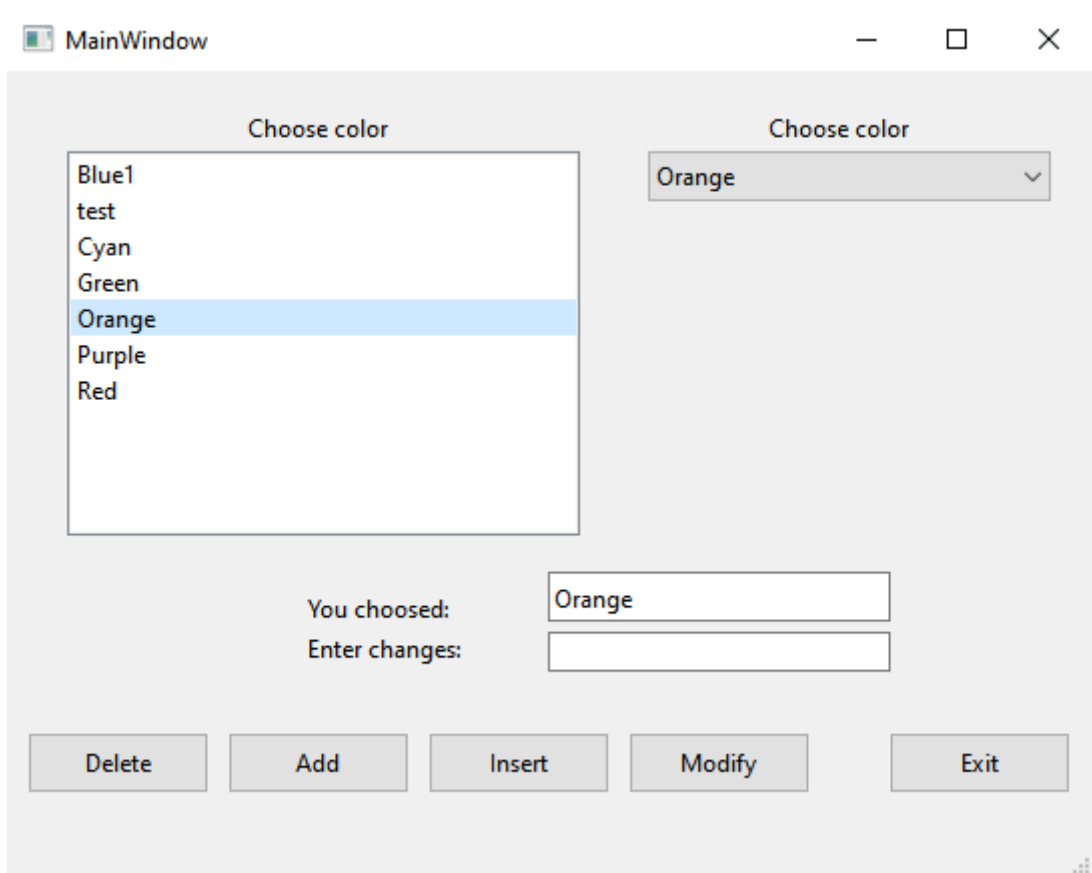 MainWindow
Choose color
Choose color
Blue1
test
Cyan
Green
Orange
Purple
Red
Orange
You choosed:
Orange
Enter changes:
Delete
Add
Insert
Modify
Exit